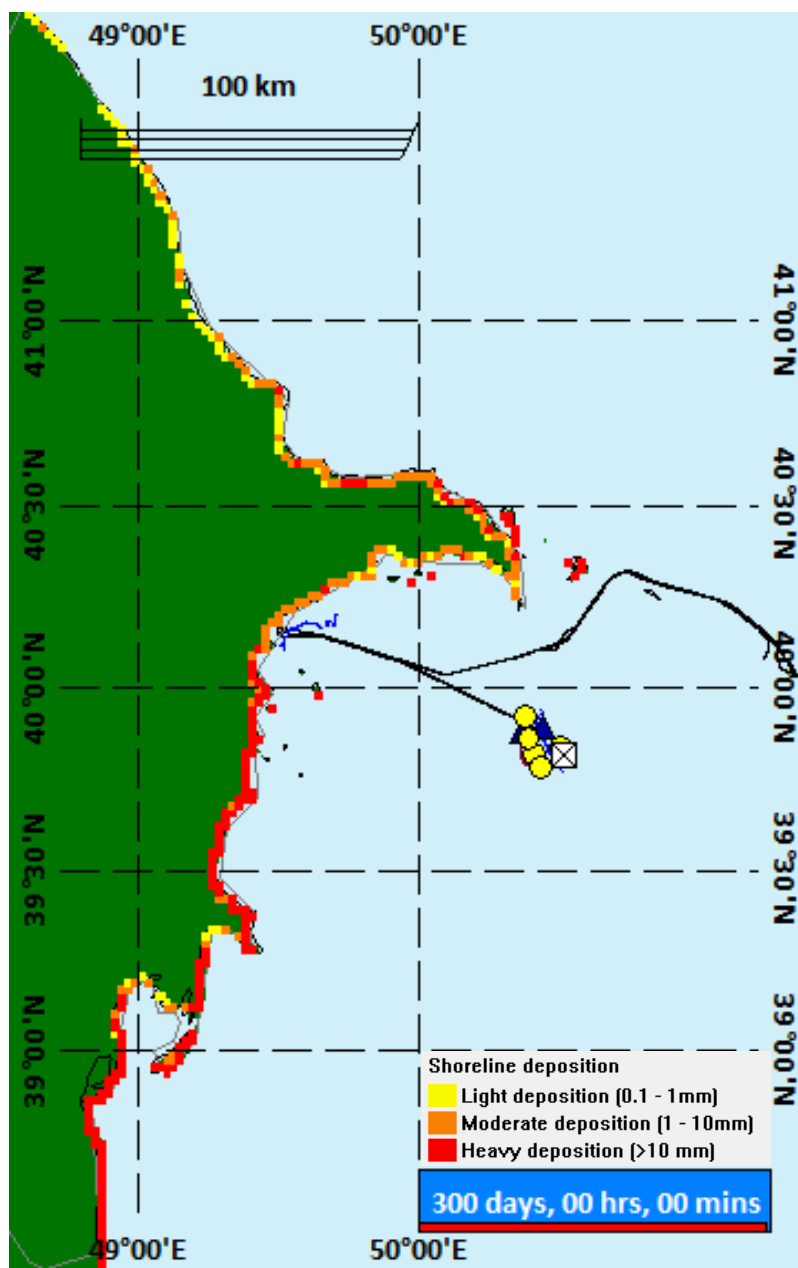 49°00'E 50°00'E
100 km
41°00'N 41°00'N
40°30'N 40°30'N
40°00'N 40°00'N
39°30'N 39°30'N
39°00'N 39°00'N
Shoreline deposition
Light deposition (0.1 - 1mm)
Moderate deposition (1 - 10mm)
Heavy deposition (>10 mm)
300 days, 00 hrs, 00 mins
49°00'E 50°00'E